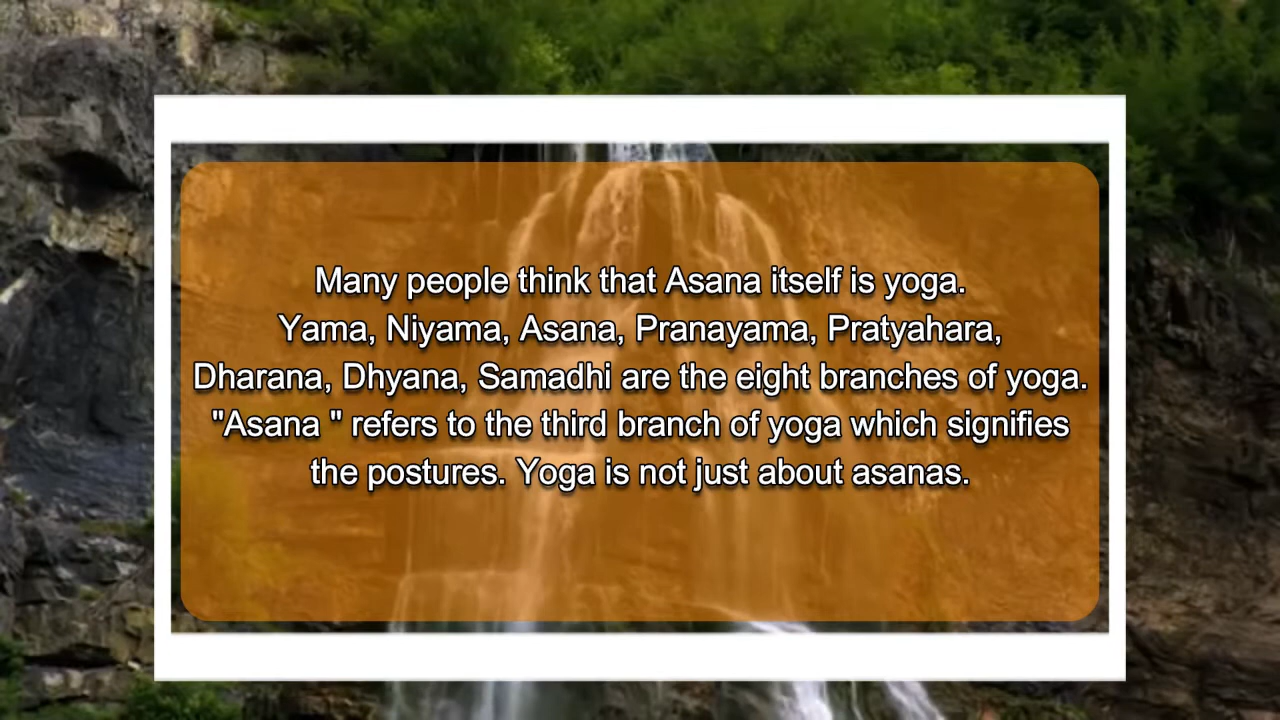 Many people think that Asana itself is yoga.
Yama, Niyama, Asana, Pranayama, Pratyahara,
Dharana, Dhyana, Samadhi are the eight branches of yoga.
"Asana " refers to the third branch of yoga which signifies
the postures. Yoga is not just about asanas.